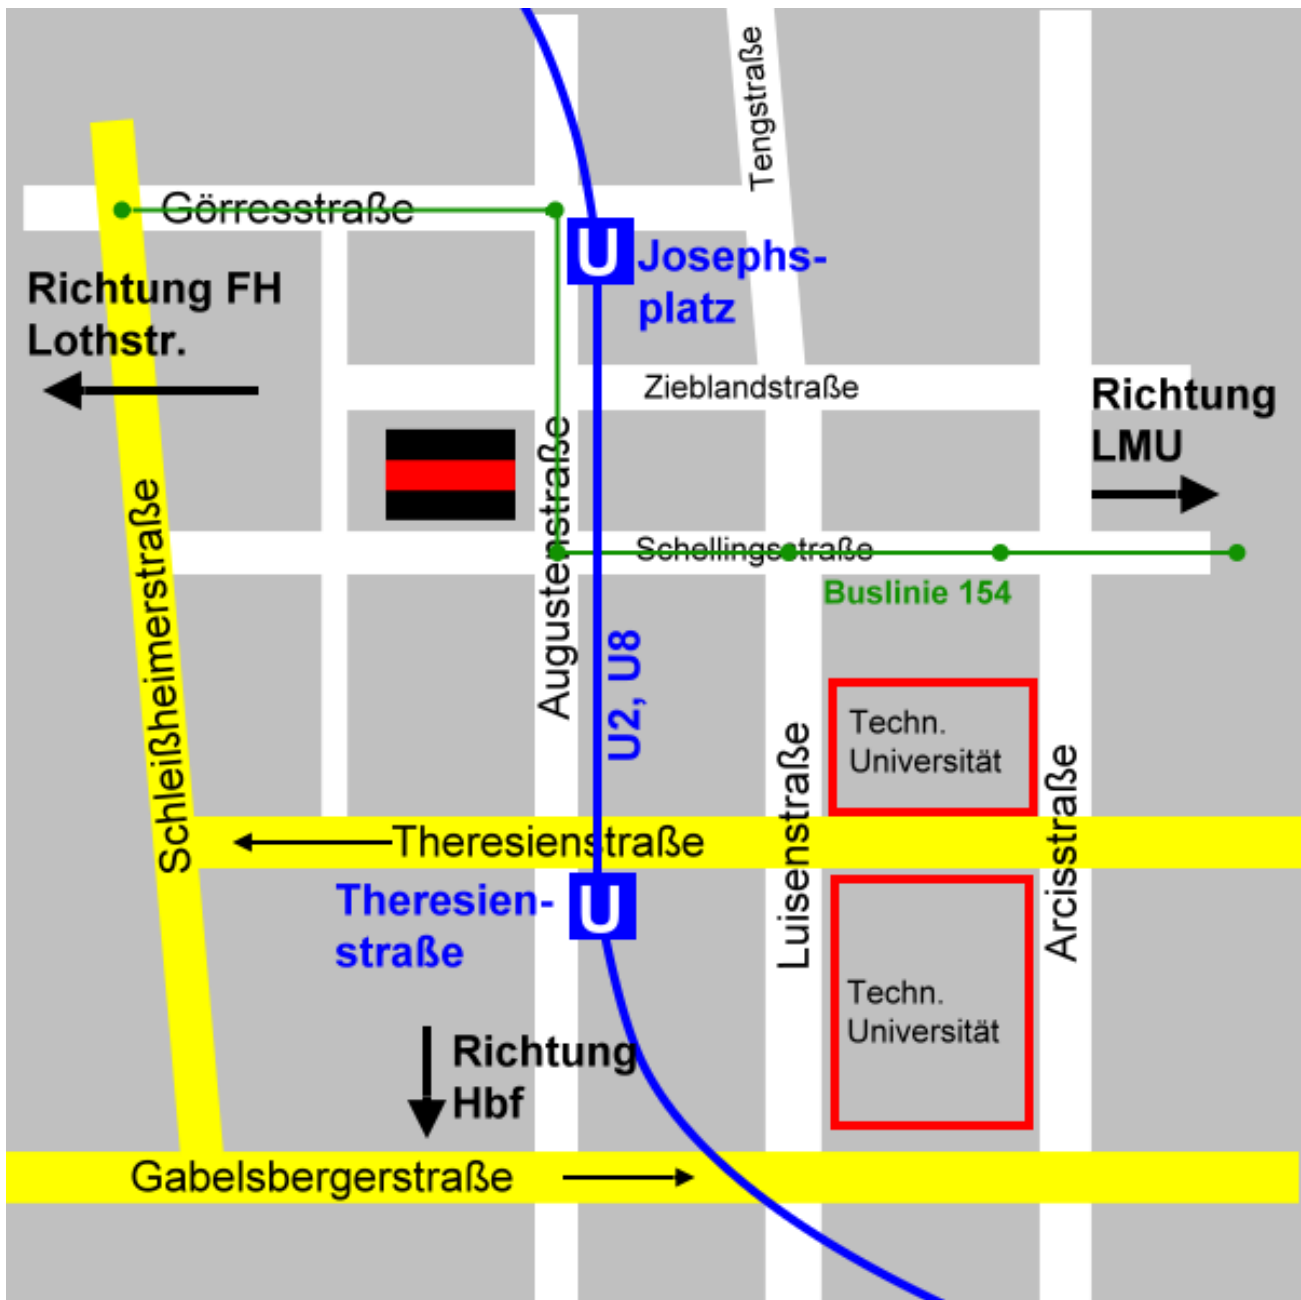 Tengstraße
Görresstraße
U
Josephs-
platz
Richtung FH
Lothstr.
Zieblandstraße
Richtung
LMU
Augustenstraße
Schellingsstraße
Buslinie 154
Schleißheimerstraße
U2, U8
Techn.
Universität
Luisenstraße
Arcisstraße
Theresienstraße
Theresien-
straße
U
Techn.
Universität
Richtung
Hbf
Gabelsbergerstraße